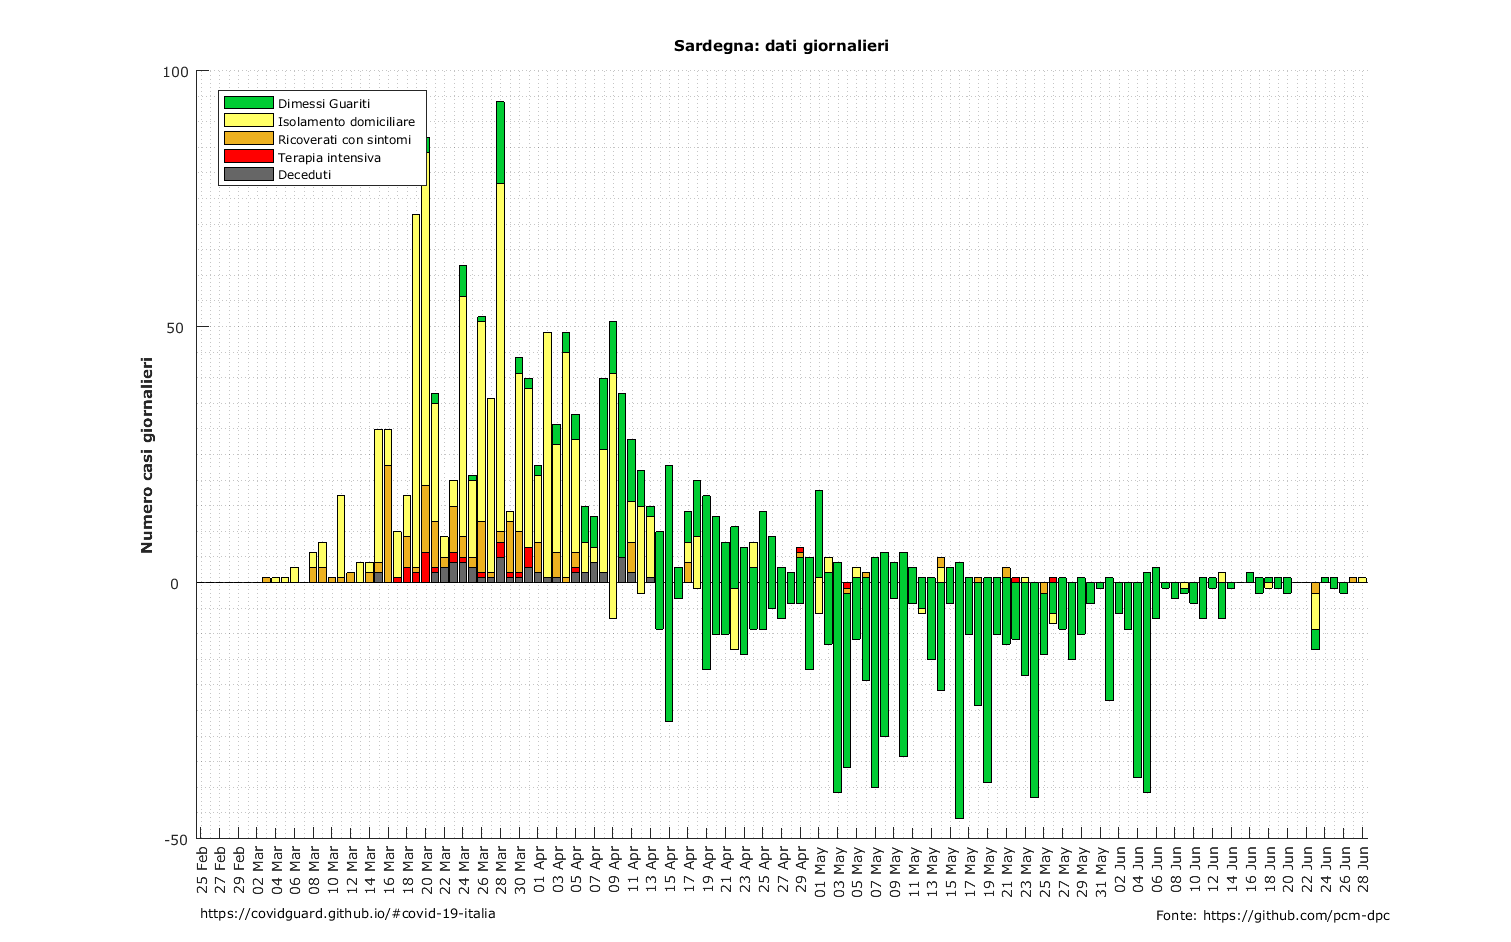 Sardegna: dati giornalieri
100
50
0
-50
Numero casi giornalieri
Dimessi Guariti
Isolamento domiciliare
Ricoverati con sintomi
Terapia intensiva
Deceduti
25 Feb
27 Feb
29 Feb
02 Mar
04 Mar
06 Mar
08 Mar
10 Mar
12 Mar
14 Mar
16 Mar
18 Mar
20 Mar
22 Mar
24 Mar
26 Mar
28 Mar
30 Mar
01 Apr
03 Apr
05 Apr
07 Apr
09 Apr
11 Apr
13 Apr
15 Apr
17 Apr
19 Apr
21 Apr
23 Apr
25 Apr
27 Apr
29 Apr
01 May
03 May
05 May
07 May
09 May
11 May
13 May
15 May
17 May
19 May
21 May
23 May
25 May
27 May
29 May
31 May
02 Jun
04 Jun
06 Jun
08 Jun
10 Jun
12 Jun
14 Jun
16 Jun
18 Jun
20 Jun
22 Jun
24 Jun
26 Jun
28 Jun
https://covidguard.github.io/#covid-19-italia
Fonte: https://github.com/pcm-dpc